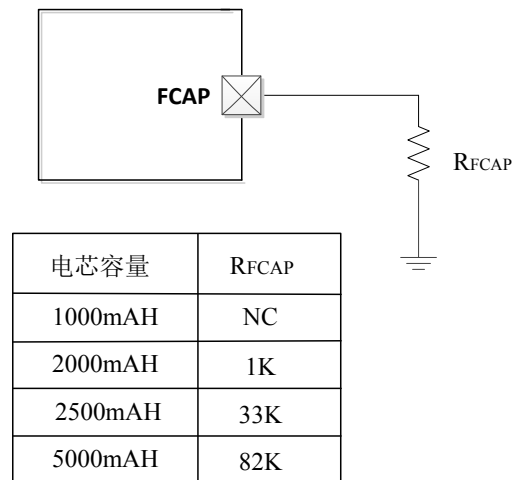 FCAP
RFCAP
电芯容量 RFCAP
1000mAH NC
2000mAH 1K
2500mAH 33K
5000mAH 82K